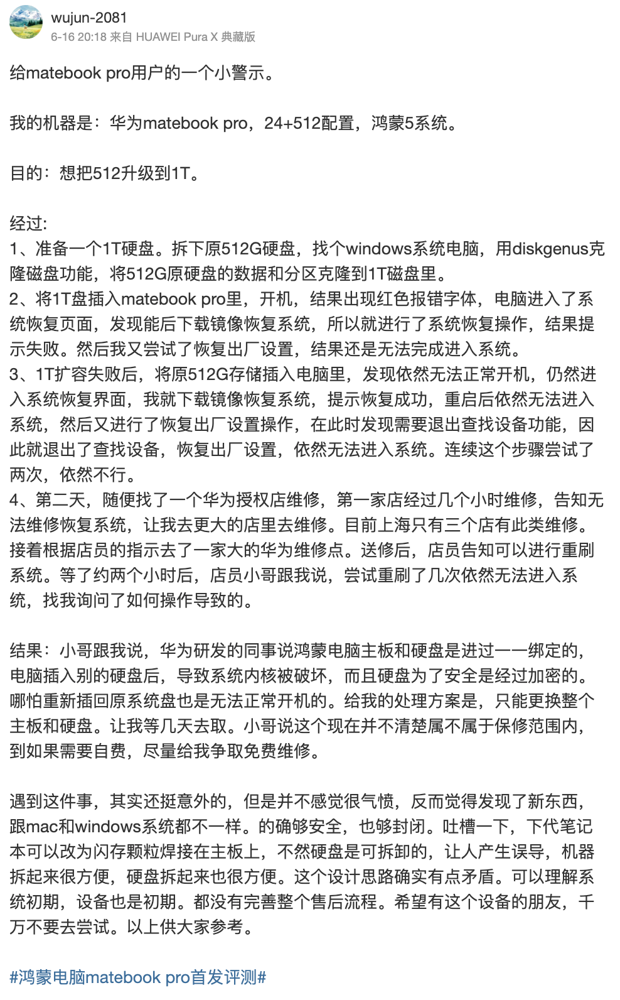 wujun-2081
6-16 20:18 来自 HUAWEI Pura X 典藏版
给matebook pro用户的一个小警示。
我的机器是：华为matebook pro，24+512配置，鸿蒙5系统。
目的：想把512升级到1T。
经过:
1、准备一个1T硬盘。拆下原512G硬盘，找个windows系统电脑，用diskgenus克
隆磁盘功能，将512G原硬盘的数据和分区克隆到1T磁盘里。
2、将1T盘插入matebook pro里，开机，结果出现红色报错字体，电脑进入了系
统恢复页面，发现能后下载镜像恢复系统，所以就进行了系统恢复操作，结果提
示失败。然后我又尝试了恢复出厂设置，结果还是无法完成进入系统。
3、1T扩容失败后，将原512G存储插入电脑里，发现依然无法正常开机，仍然进
入系统恢复界面，我就下载镜像恢复系统，提示恢复成功，重启后依然无法进入
系统，然后又进行了恢复出厂设置操作，在此时发现需要退出查找设备功能，因
此就退出了查找设备，恢复出厂设置，依然无法进入系统。连续这个步骤尝试了
两次，依然不行。
4、第二天，随便找了一个华为授权店维修，第一家店经过几个小时维修，告知无
法维修恢复系统，让我去更大的店里去维修。目前上海只有三个店有此类维修。
接着根据店员的指示去了一家大的华为维修点。送修后，店员告知可以进行重刷
系统。等了约两个小时后，店员小哥跟我说，尝试重刷了几次依然无法进入系
统，找我询问了如何操作导致的。
结果：小哥跟我说，华为研发的同事说鸿蒙电脑主板和硬盘是进过一一绑定的，
电脑插入别的硬盘后，导致系统内核被破坏，而且硬盘为了安全是经过加密的。
哪怕重新插回原系统盘也是无法正常开机的。给我的处理方案是，只能更换整个
主板和硬盘。让我等几天去取。小哥说这个现在并不清楚属不属于保修范围内，
到如果需要自费，尽量给我争取免费维修。
遇到这件事，其实还挺意外的，但是并不感觉很气愤，反而觉得发现了新东西，
跟mac和windows系统都不一样。的确够安全，也够封闭。吐槽一下，下代笔记
本可以改为闪存颗粒焊接在主板上，不然硬盘是可拆卸的，让人产生误导，机器
拆起来很方便，硬盘拆起来也很方便。这个设计思路确实有点矛盾。可以理解系
统初期，设备也是初期。都没有完善整个售后流程。希望有这个设备的朋友，千
万不要去尝试。以上供大家参考。
#鸿蒙电脑matebook pro首发评测#